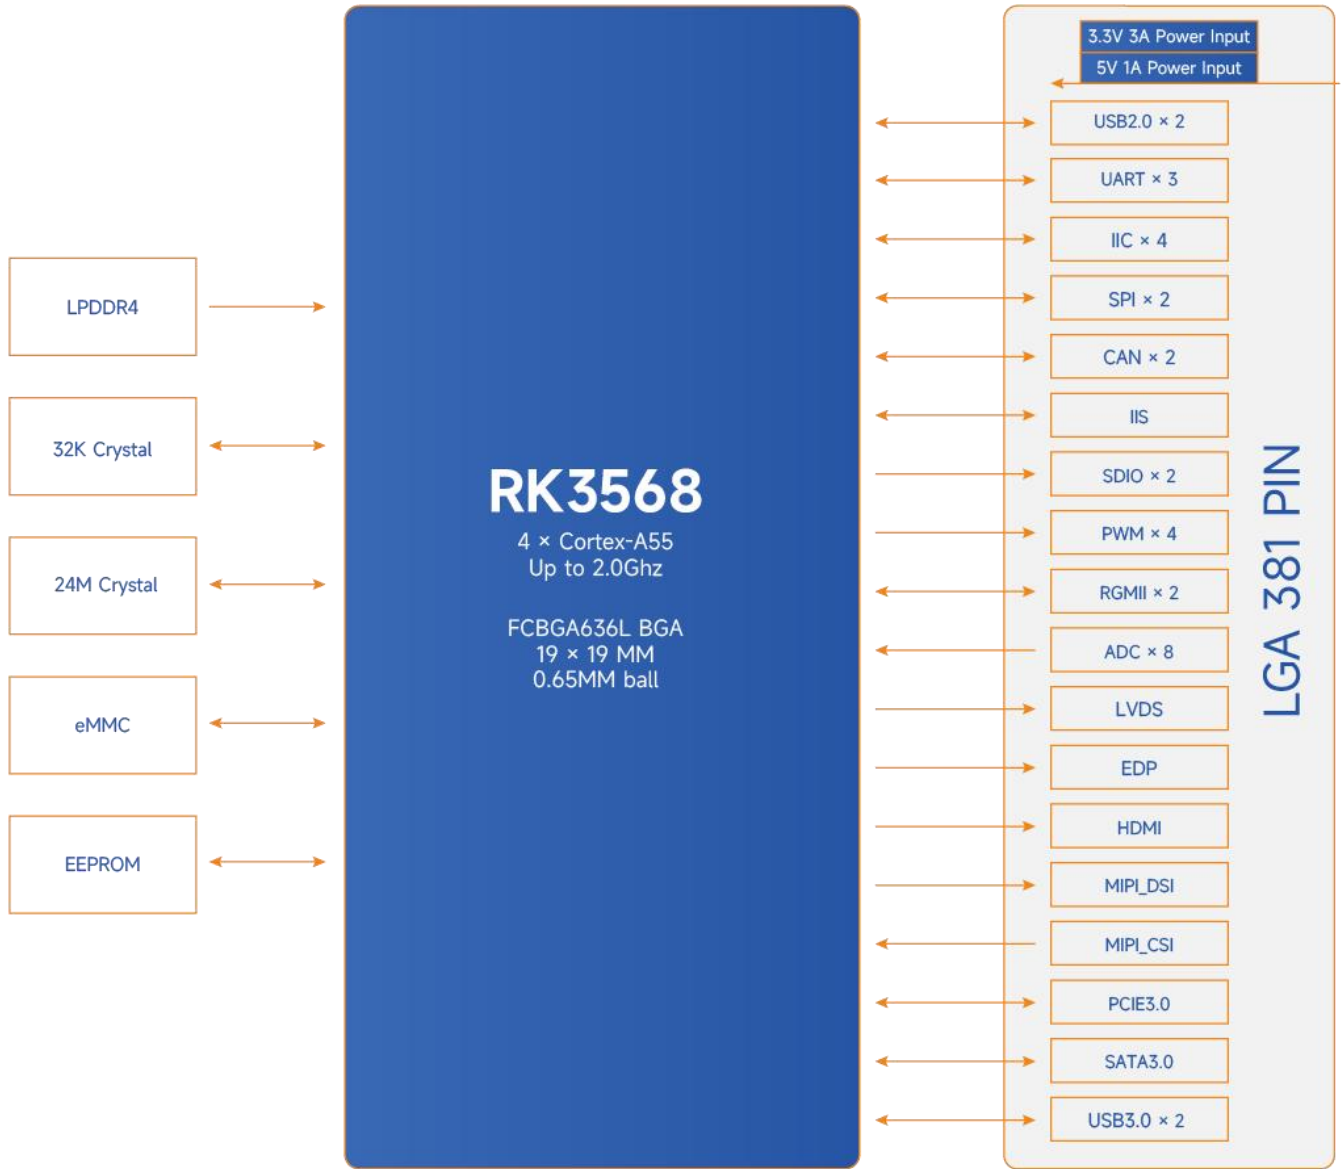 LPDDR4
32K Crystal
24M Crystal
eMMC
EEPROM
RK3568
4 × Cortex-A55
Up to 2.0Ghz
FCBGA636L BGA
19 × 19 MM
0.65MM ball
3.3V 3A Power Input
5V 1A Power Input
USB2.0 × 2
UART × 3
IIC × 4
SPI × 2
CAN × 2
IIS
SDIO × 2
PWM × 4
RGMII × 2
ADC × 8
LVDS
EDP
HDMI
MIPI_DSI
MIPI_CSI
PCIE3.0
SATA3.0
USB3.0 × 2
LGA 381 PIN